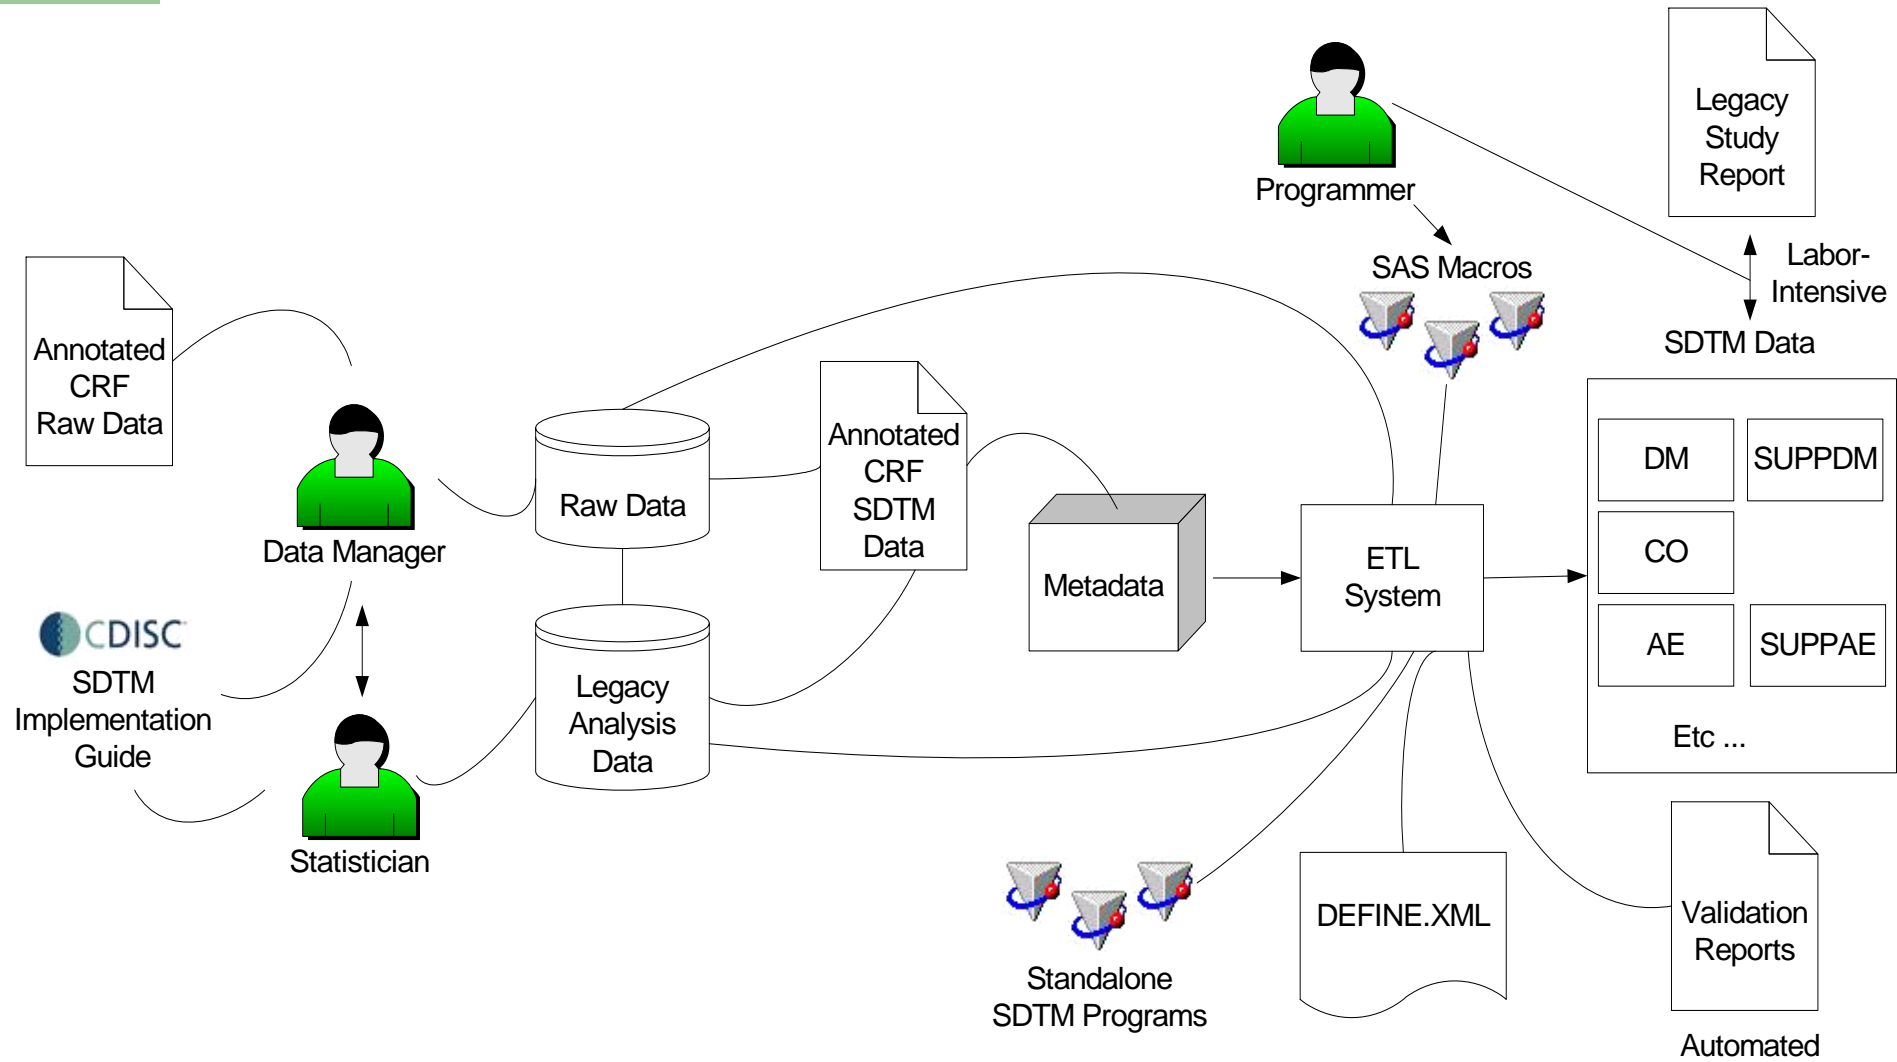 Programmer
Legacy
Study
Report
SAS Macros
Labor-
Intensive
SDTM Data
Annotated
CRF
Raw Data
Data Manager
Raw Data
Annotated
CRF
SDTM
Data
Metadata
ETL
System
DM
SUPPDM
CO
AE
SUPPAE
Etc ...
CDISC
SDTM
Implementation
Guide
Statistician
Legacy
Analysis
Data
Standalone
SDTM Programs
DEFINE.XML
Validation
Reports
Automated